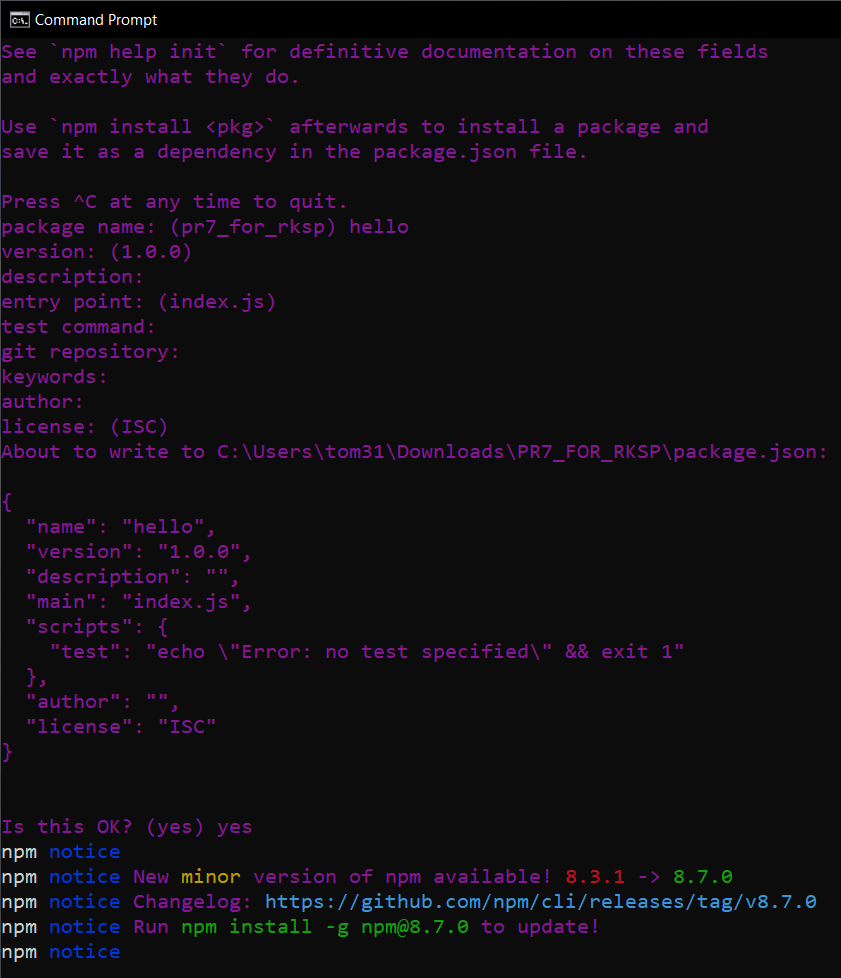 Command Prompt
See `npm help init` for definitive documentation on these fields
and exactly what they do.
Use `npm install <pkg>` afterwards to install a package and
save it as a dependency in the package.json file.
Press ^C at any time to quit.
package name: (pr7_for_rksp) hello
version: (1.0.0)
description:
entry point: (index.js)
test command:
git repository:
keywords:
author:
license: (ISC)
About to write to C:\Users\tom31\Downloads\PR7_FOR_RKSP\package.json:
{
  "name": "hello",
  "version": "1.0.0",
  "description": "",
  "main": "index.js",
  "scripts": {
    "test": "echo \"Error: no test specified\" && exit 1"
  },
  "author": "",
  "license": "ISC"
}
Is this OK? (yes) yes
npm notice
npm notice New minor version of npm available! 8.3.1 -> 8.7.0
npm notice Changelog: https://github.com/npm/cli/releases/tag/v8.7.0
npm notice Run npm install -g npm@8.7.0 to update!
npm notice